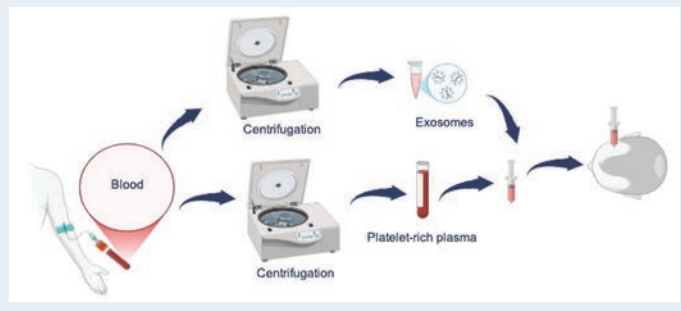 Centrifugation
Exosomes
Blood
Platelet-rich plasma
Centrifugation